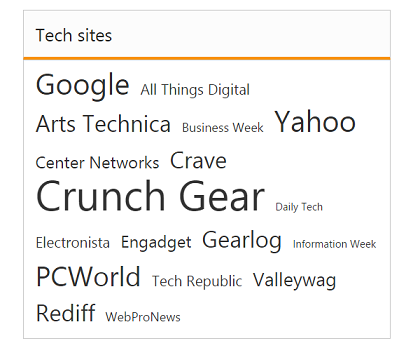 Tech sites
Google All Things Digital
Arts Technica Business Week Yahoo
Center Networks Crave
Crunch Gear Daily Tech
Electronista Engadget Gearlog Information Week
PCWorld Tech Republic Valleywag
Rediff WebProNews